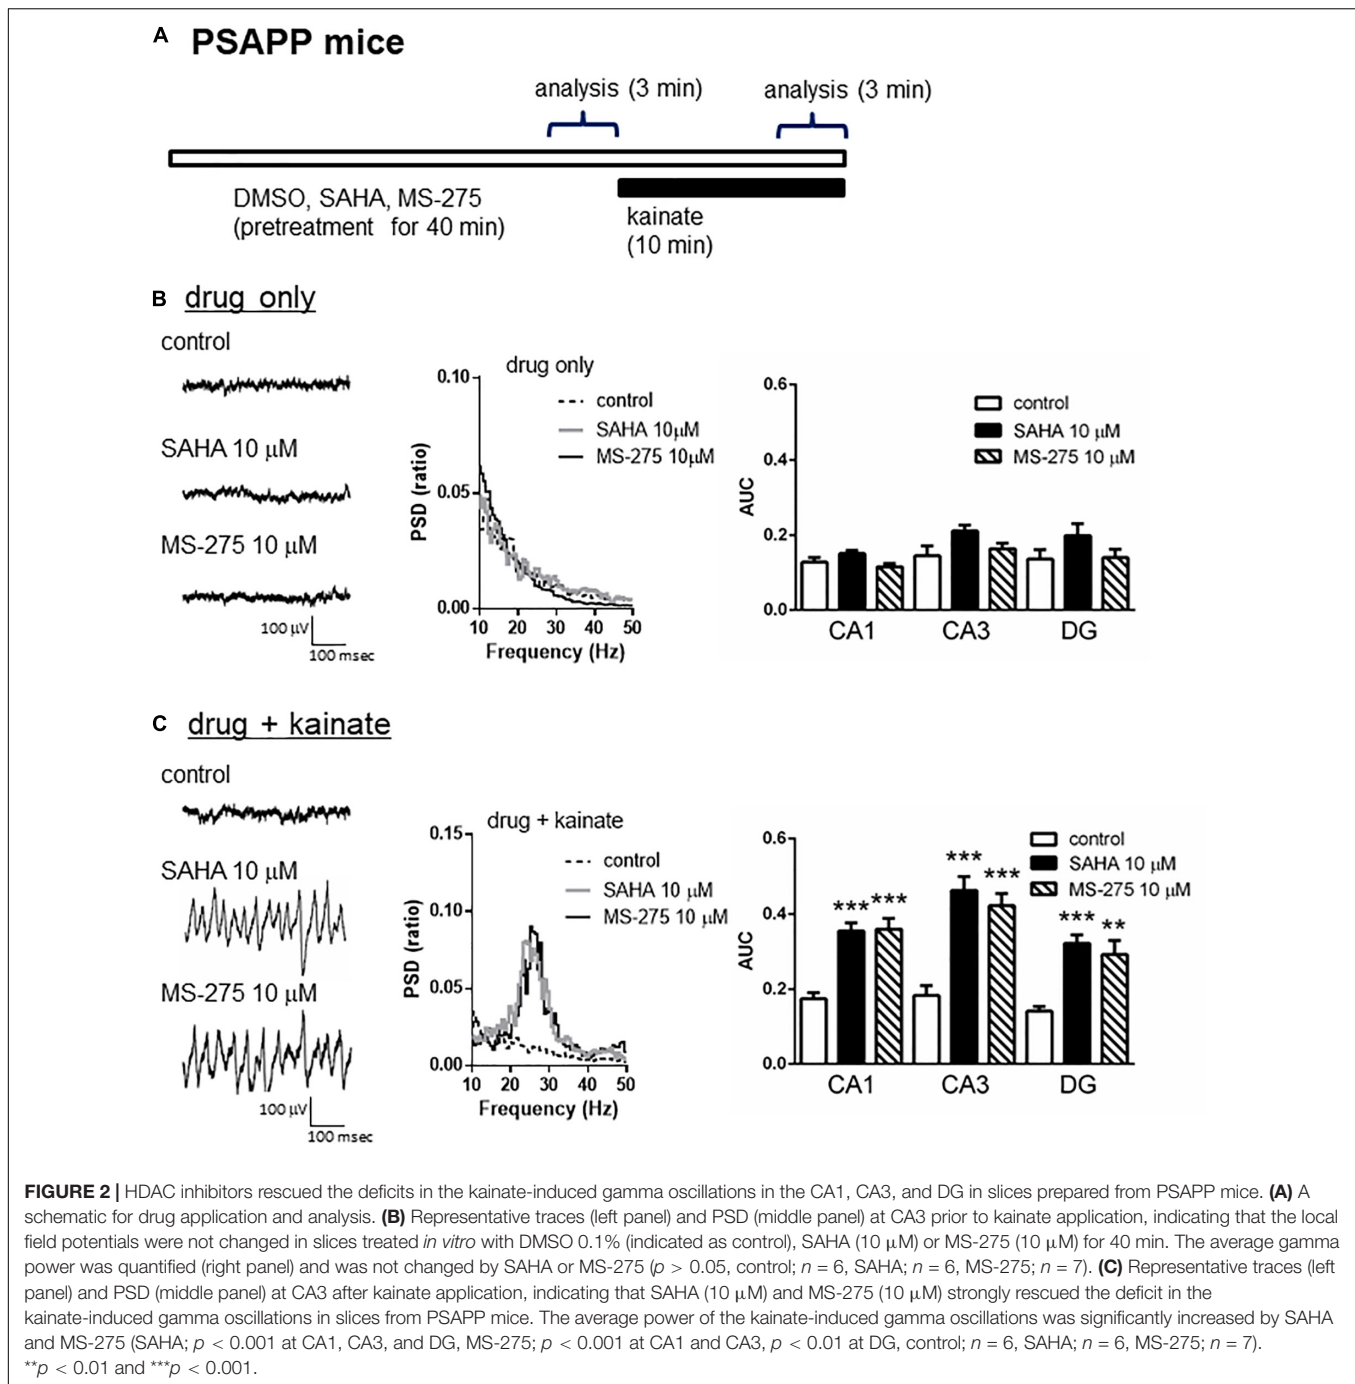 A PSAPP mice
analysis (3 min) analysis (3 min)
DMSO, SAHA, MS-275
(pretreatment for 40 min)
kainate
(10 min)
B drug only
control
SAHA 10 μM
MS-275 10 μM
100 μV
100 msec
drug only
control
SAHA 10μM
MS-275 10μM
PSD (ratio)
0.10
0.05
0.00
10 20 30 40 50
Frequency (Hz)
control
SAHA 10 μM
MS-275 10 μM
AUC
0.6
0.4
0.2
0.0
CA1 CA3 DG
C drug + kainate
control
SAHA 10 μM
MS-275 10 μM
100 μV
100 msec
drug + kainate
control
SAHA 10 μM
MS-275 10 μM
PSD (ratio)
0.15
0.10
0.05
0.00
10 20 30 40 50
Frequency (Hz)
control
SAHA 10 μM
MS-275 10 μM
AUC
0.6
0.4
0.2
0.0
*** *** *** *** *** **
CA1 CA3 DG
FIGURE 2 | HDAC inhibitors rescued the deficits in the kainate-induced gamma oscillations in the CA1, CA3, and DG in slices prepared from PSAPP mice. (A) A
schematic for drug application and analysis. (B) Representative traces (left panel) and PSD (middle panel) at CA3 prior to kainate application, indicating that the local
field potentials were not changed in slices treated in vitro with DMSO 0.1% (indicated as control), SAHA (10 μM) or MS-275 (10 μM) for 40 min. The average gamma
power was quantified (right panel) and was not changed by SAHA or MS-275 (p > 0.05, control; n = 6, SAHA; n = 6, MS-275; n = 7). (C) Representative traces (left
panel) and PSD (middle panel) at CA3 after kainate application, indicating that SAHA (10 μM) and MS-275 (10 μM) strongly rescued the deficit in the
kainate-induced gamma oscillations in slices from PSAPP mice. The average power of the kainate-induced gamma oscillations was significantly increased by SAHA
and MS-275 (SAHA; p < 0.001 at CA1, CA3, and DG, MS-275; p < 0.001 at CA1 and CA3, p < 0.01 at DG, control; n = 6, SAHA; n = 6, MS-275; n = 7).
**p < 0.01 and ***p < 0.001.